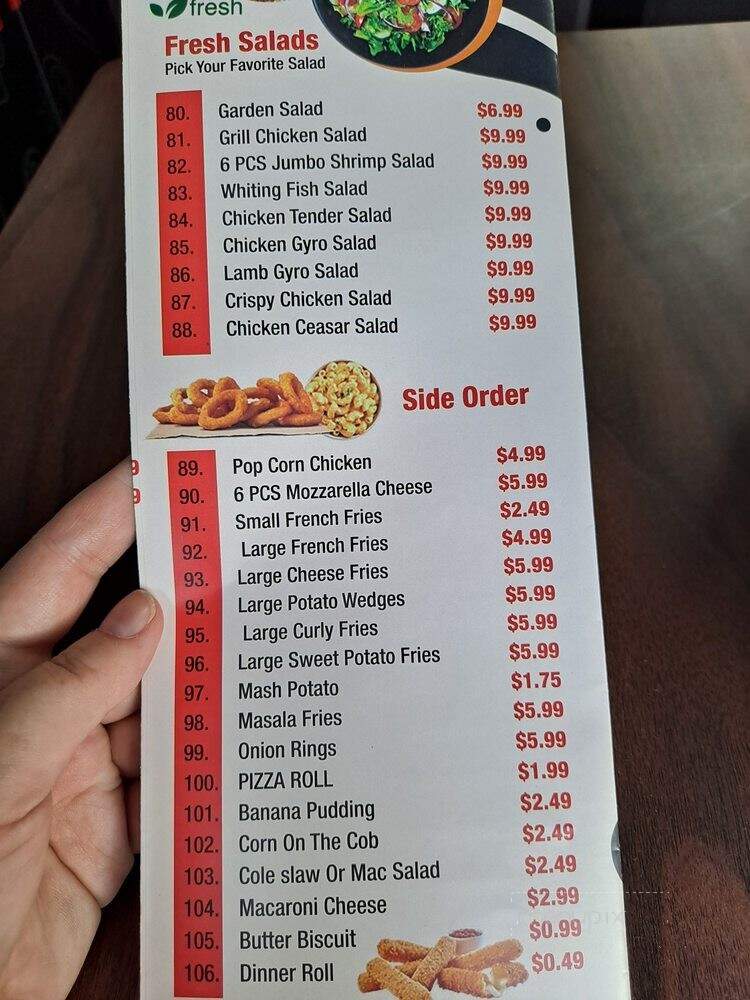 fresh
Fresh Salads
Pick Your Favorite Salad
80. Garden Salad $6.99
81. Grill Chicken Salad $9.99
82. 6 PCS Jumbo Shrimp Salad $9.99
83. Whiting Fish Salad $9.99
84. Chicken Tender Salad $9.99
85. Chicken Gyro Salad $9.99
86. Lamb Gyro Salad $9.99
87. Crispy Chicken Salad $9.99
88. Chicken Ceasar Salad $9.99
Side Order
89. Pop Corn Chicken $4.99
90. 6 PCS Mozzarella Cheese $5.99
91. Small French Fries $2.49
92. Large French Fries $4.99
93. Large Cheese Fries $5.99
94. Large Potato Wedges $5.99
95. Large Curly Fries $5.99
96. Large Sweet Potato Fries $5.99
97. Mash Potato $1.75
98. Masala Fries $5.99
99. Onion Rings $5.99
100. PIZZA ROLL $1.99
101. Banana Pudding $2.49
102. Corn On The Cob $2.49
103. Cole slaw Or Mac Salad $2.49
104. Macaroni Cheese $2.99
105. Butter Biscuit $0.99
106. Dinner Roll $0.49